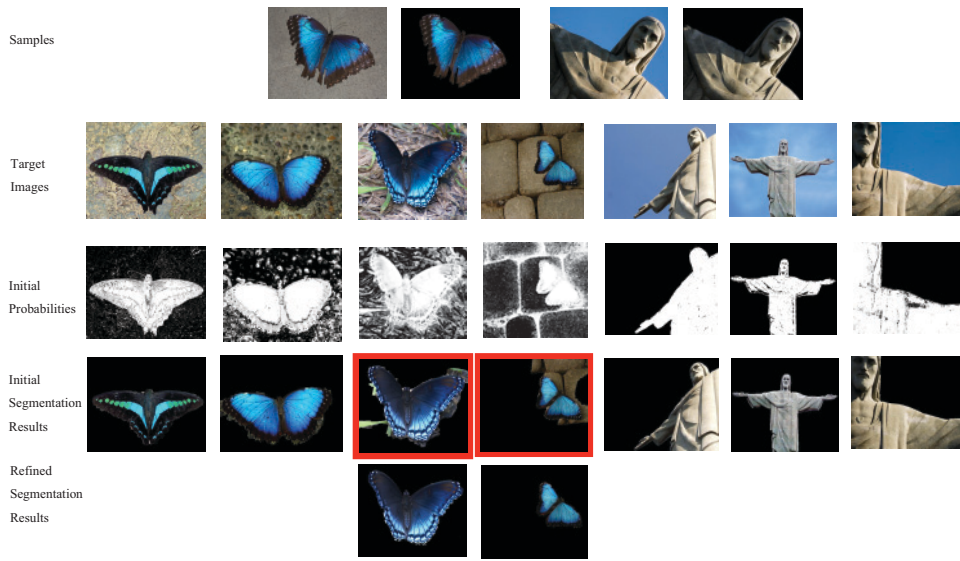 Samples
Target
Images
Initial
Probabilities
Initial
Segmentation
Results
Refined
Segmentation
Results